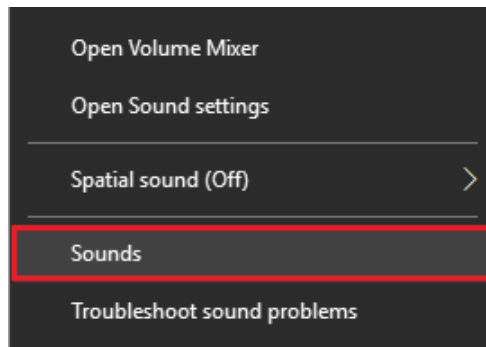 Open Volume Mixer
Open Sound settings
Spatial sound (Off)
Sounds
Troubleshoot sound problems